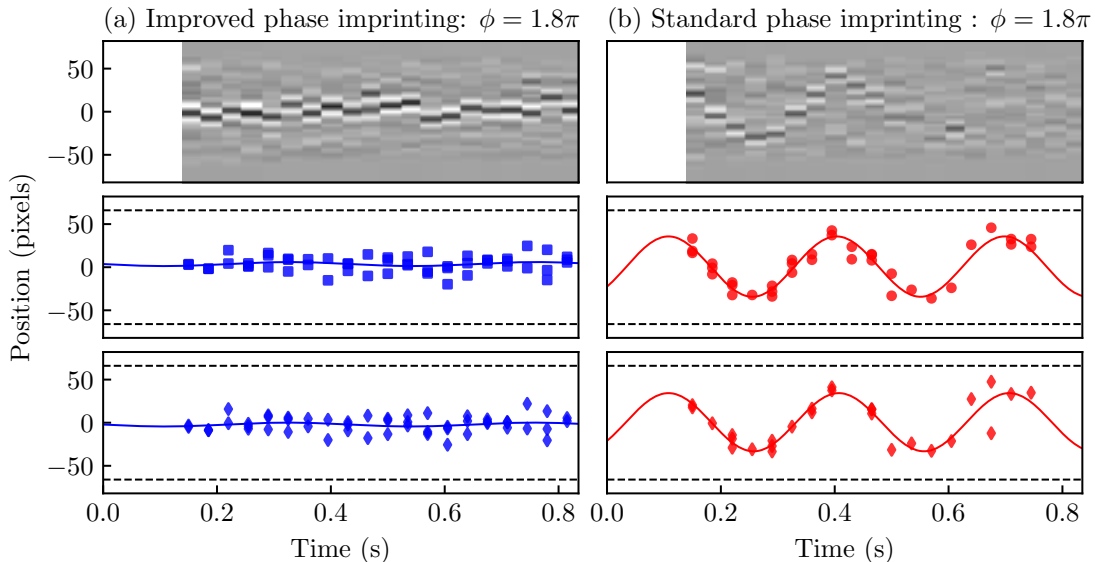 (a) Improved phase imprinting: ϕ = 1.8π
(b) Standard phase imprinting : ϕ = 1.8π
50
0
−50
50
0
−50
50
0
−50
Position (pixels)
0.0 0.2 0.4 0.6 0.8
0.0 0.2 0.4 0.6 0.8
Time (s)
Time (s)